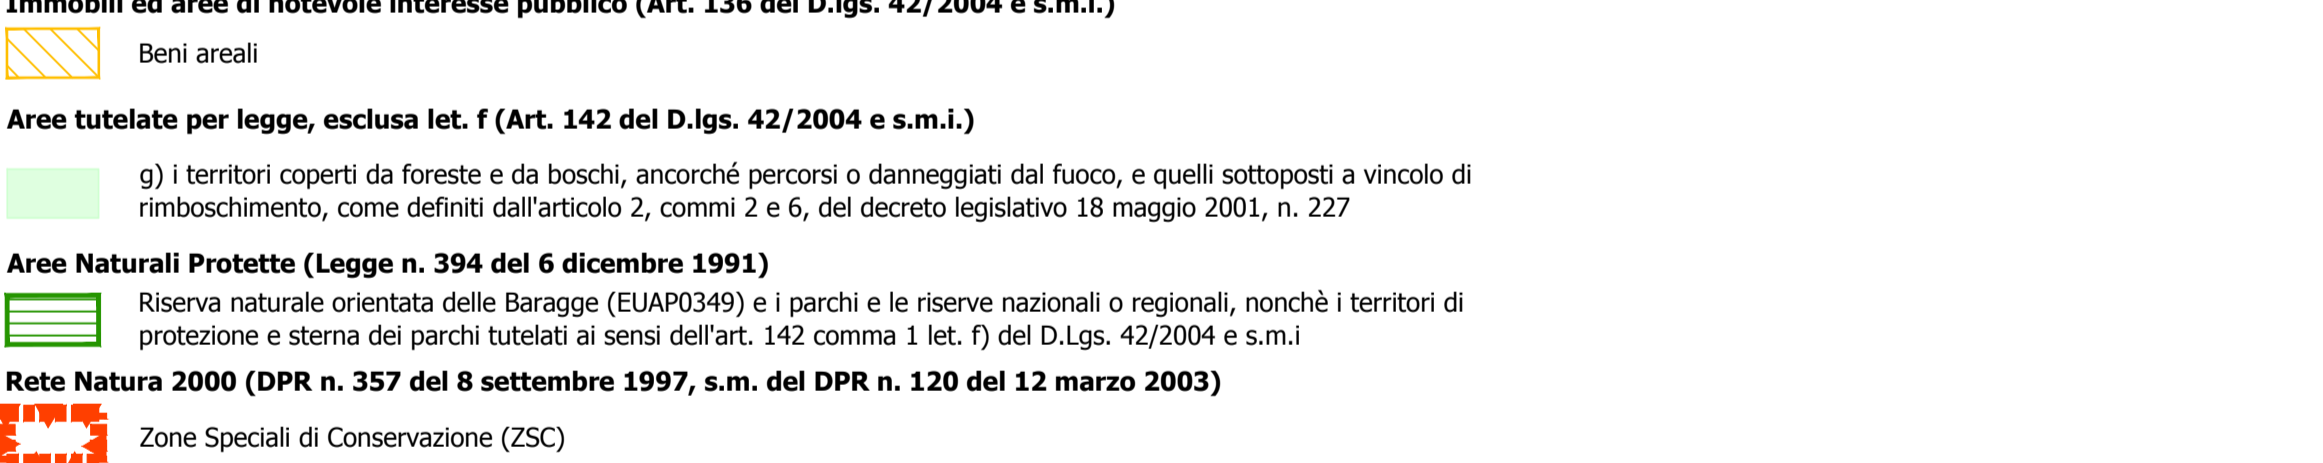 Immobili ed aree di notevole interesse pubblico (Art. 136 del D.lgs. 42/2004 e s.m.i.)
Beni areali
Aree tutelate per legge, esclusa let. f (Art. 142 del D.lgs. 42/2004 e s.m.i.)
g) i territori coperti da foreste e da boschi, ancorché percorsi o danneggiati dal fuoco, e quelli sottoposti a vincolo di
rimboschimento, come definiti dall'articolo 2, commi 2 e 6, del decreto legislativo 18 maggio 2001, n. 227
Aree Naturali Protette (Legge n. 394 del 6 dicembre 1991)
Riserva naturale orientata delle Baragge (EUAP0349) e i parchi e le riserve nazionali o regionali, nonchè i territori di
protezione e sterna dei parchi tutelati ai sensi dell'art. 142 comma 1 let. f) del D.Lgs. 42/2004 e s.m.i
Rete Natura 2000 (DPR n. 357 del 8 settembre 1997, s.m. del DPR n. 120 del 12 marzo 2003)
Zone Speciali di Conservazione (ZSC)